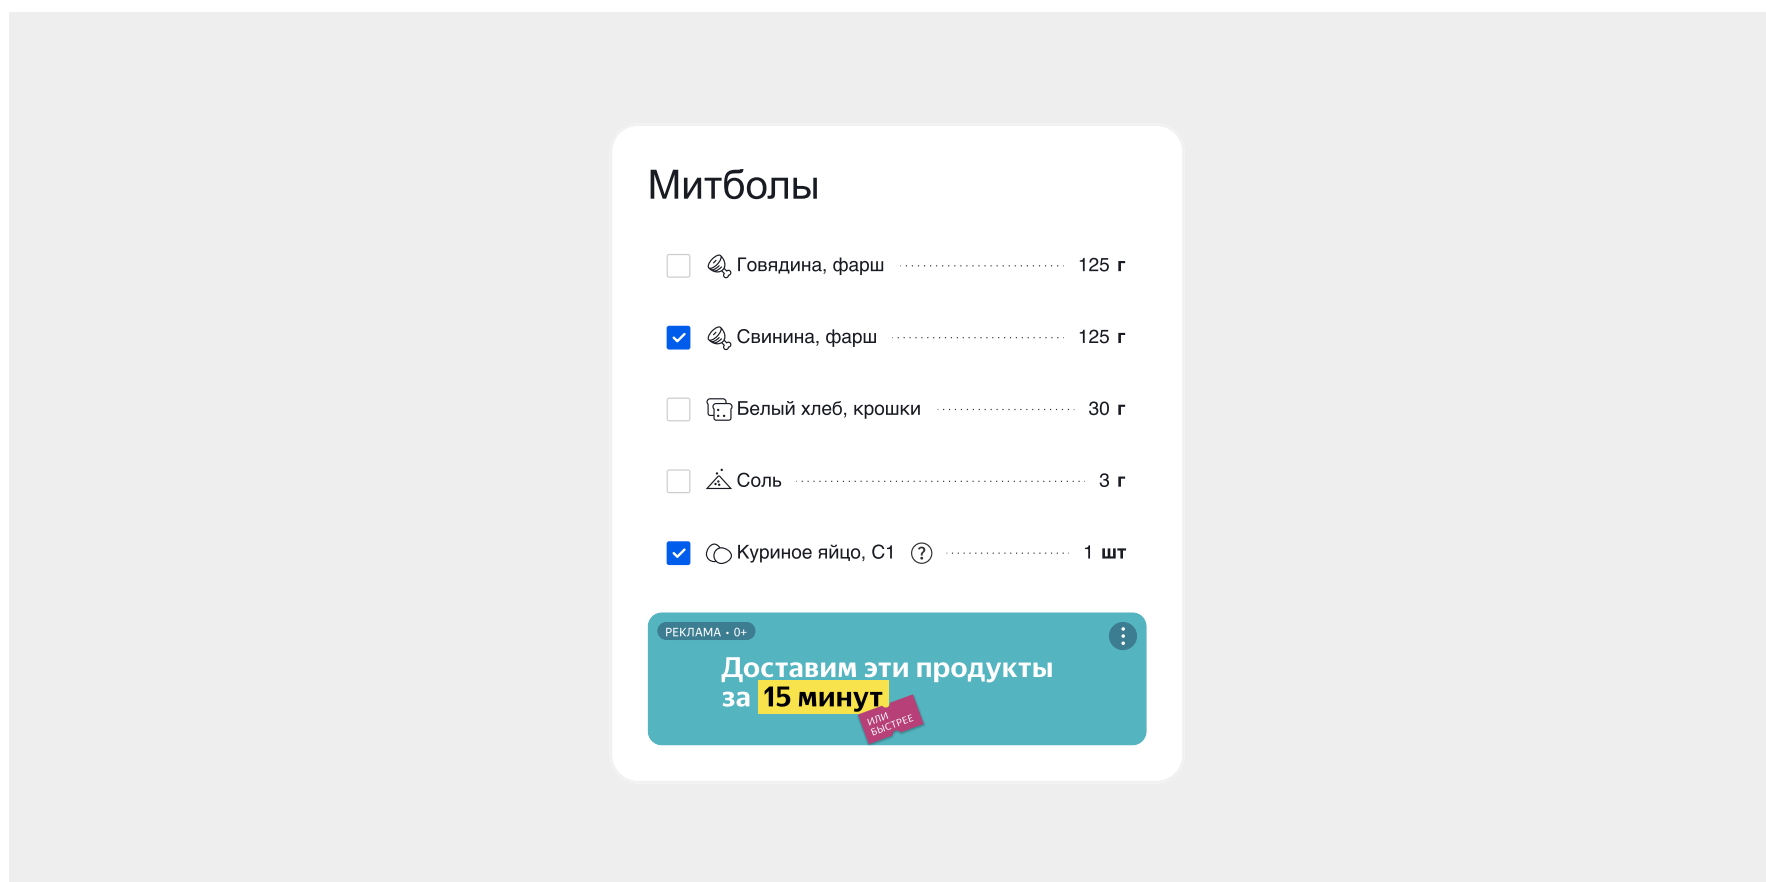 Митболы
Говядина, фарш 125 г
Свинина, фарш 125 г
Белый хлеб, крошки 30 г
Соль 3 г
Куриное яйцо, С1 ? 1 шт
РЕКЛАМА • 0+
Доставим эти продукты
за 15 минут
ИЛИ
БЫСТРЕЕ